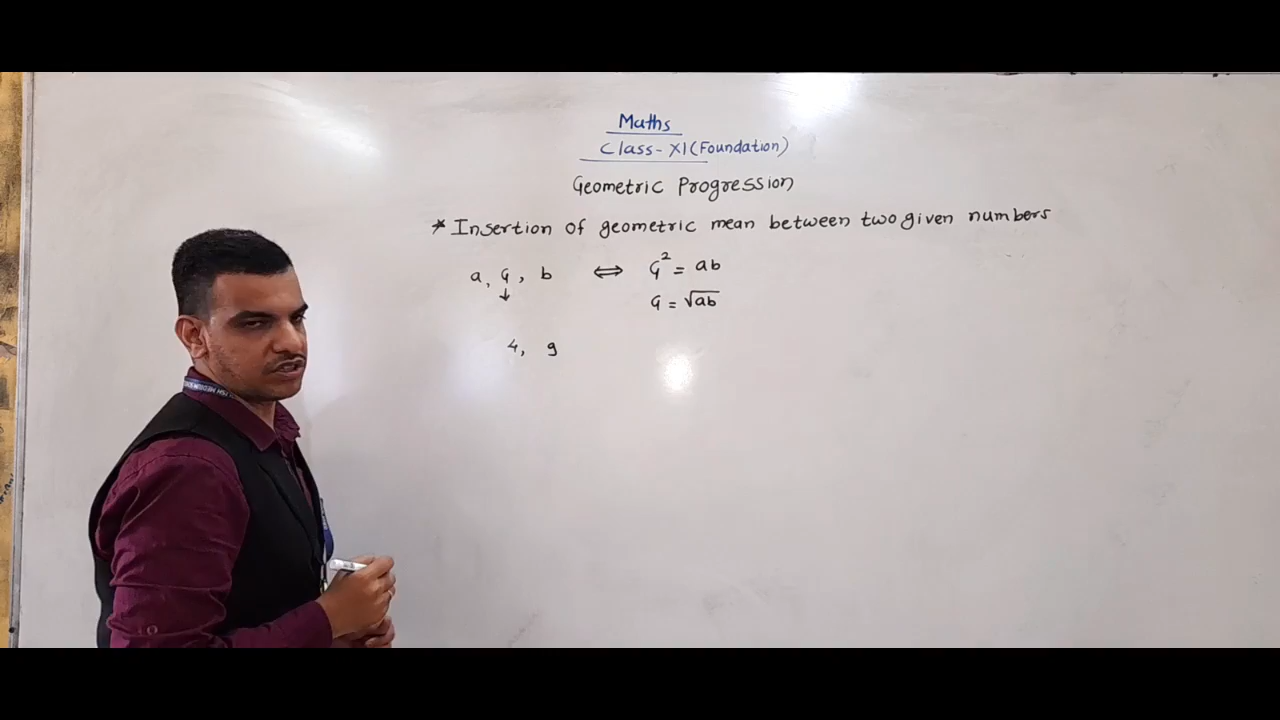 Maths
Class-XI (Foundation)
Geometric Progression
* Insertion of geometric mean between two given numbers
a, G, b ⇔ G² = ab
↓ G = √ab
4, 9